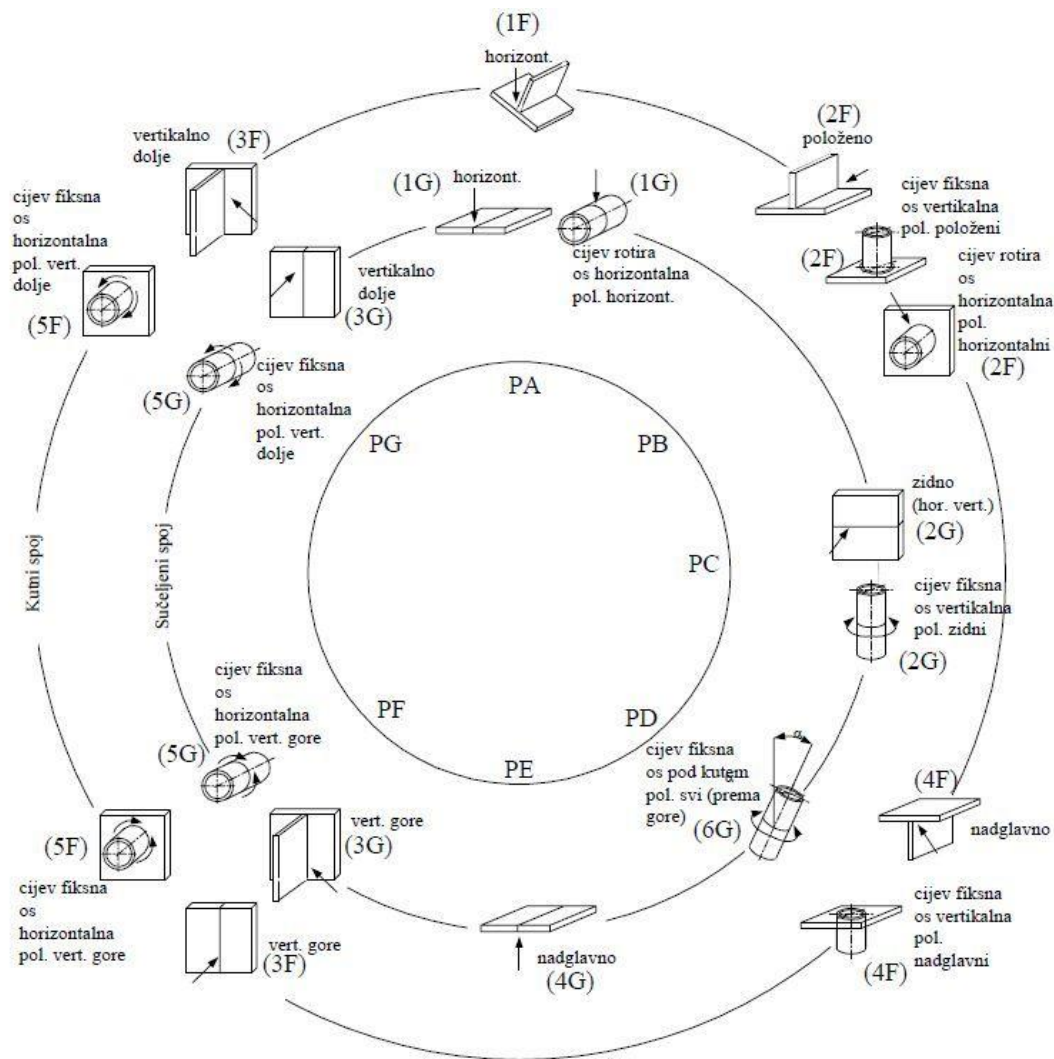 (1F)
horizont.
vertikalno
dolje
(3F)
(2F)
položeno
(1G)
horizont.
(1G)
cijev rotira
os horizontalna
pol. horizont.
cijev fiksna
os
horizontalna
pol. vert.
dolje
(5F)
vertikalno
dolje
(3G)
cijev fiksna
os vertikalna
pol. položeni
(2F)
cijev rotira
os
horizontalna
pol.
horizontalni
(2F)
(5G)
cijev fiksna
os
horizontalna
pol. vert.
dolje
PA
PB
PC
PD
PE
PF
PG
Kutni spoj
Sučeljeni spoj
zidno
(hor. vert.)
(2G)
cijev fiksna
os vertikalna
pol. zidni
(2G)
cijev fiksna
os
horizontalna
pol. vert. gore
(5G)
cijev fiksna
os pod kutem
pol. svi (prema
gore)
(6G)
α
(4F)
nadglavno
(5F)
cijev fiksna
os
horizontalna
pol. vert. gore
vert. gore
(3G)
vert. gore
(3F)
nadglavno
(4G)
cijev fiksna
os vertikalna
pol.
nadglavni
(4F)